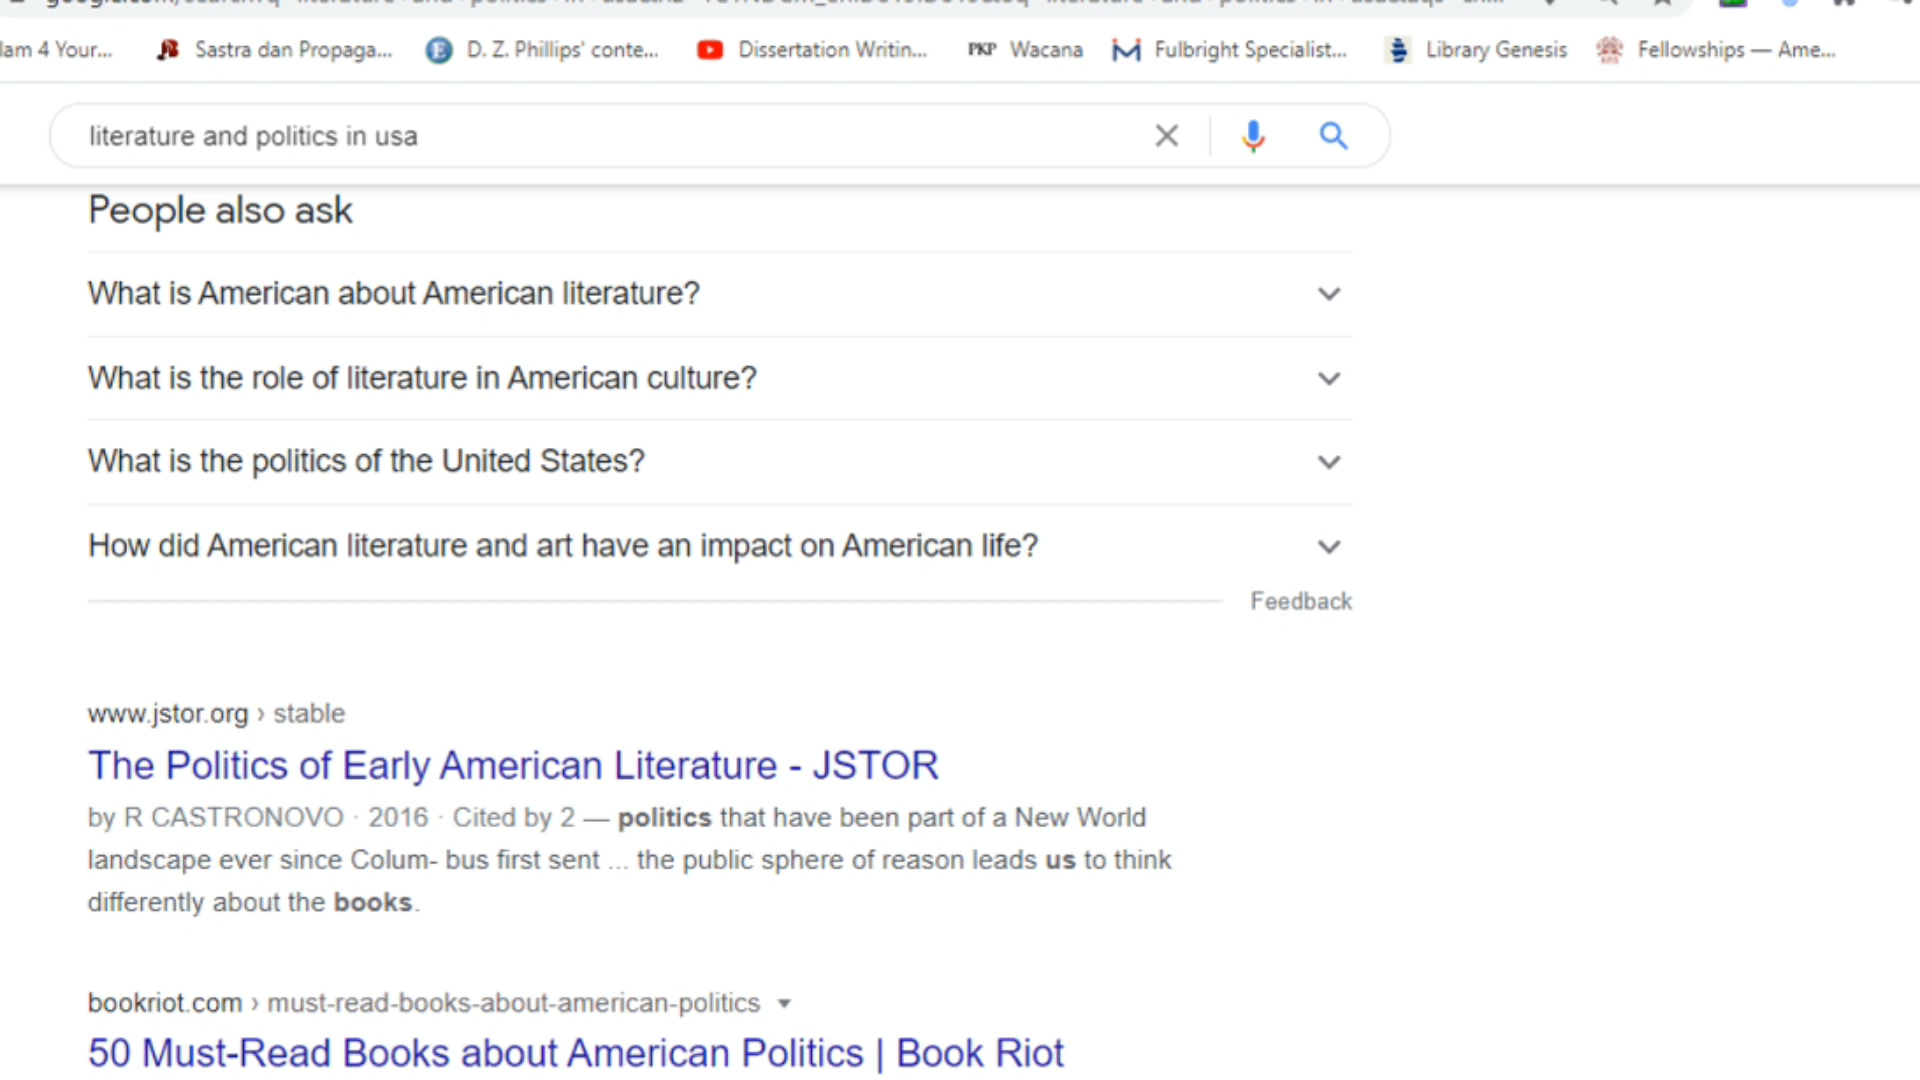 lam 4 Your... Sastra dan Propaga... D. Z. Phillips' conte... Dissertation Writin... PKP Wacana Fulbright Specialist... Library Genesis Fellowships — Ame...
literature and politics in usa
People also ask
What is American about American literature?
What is the role of literature in American culture?
What is the politics of the United States?
How did American literature and art have an impact on American life?
Feedback
www.jstor.org › stable
The Politics of Early American Literature - JSTOR
by R CASTRONOVO · 2016 · Cited by 2 — politics that have been part of a New World
landscape ever since Colum- bus first sent ... the public sphere of reason leads us to think
differently about the books.
bookriot.com › must-read-books-about-american-politics
50 Must-Read Books about American Politics | Book Riot